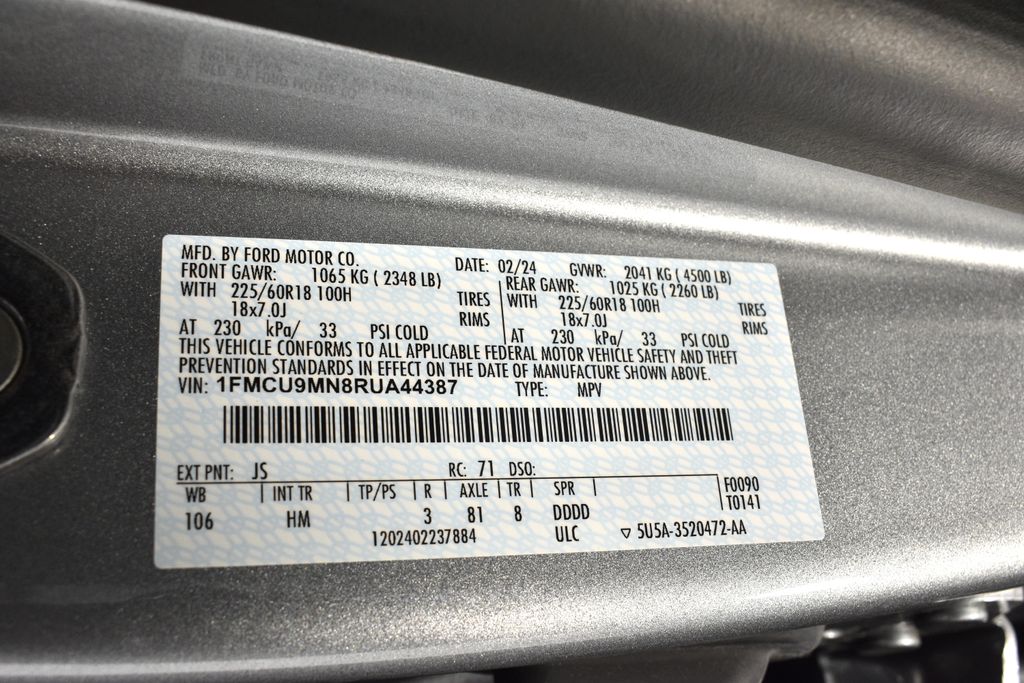 MFD. BY FORD MOTOR CO. DATE: 02/24 GVWR: 2041 KG ( 4500 LB)
FRONT GAWR: 1065 KG ( 2348 LB) REAR GAWR: 1025 KG ( 2260 LB)
WITH 225/60R18 100H TIRES WITH 225/60R18 100H TIRES
18x7.0J RIMS 18x7.0J RIMS
AT 230 kPa/ 33 PSI COLD AT 230 kPa/ 33 PSI COLD
THIS VEHICLE CONFORMS TO ALL APPLICABLE FEDERAL MOTOR VEHICLE SAFETY AND THEFT
PREVENTION STANDARDS IN EFFECT ON THE DATE OF MANUFACTURE SHOWN ABOVE.
VIN: 1FMCU9MN8RUA44387 TYPE: MPV
EXT PNT: JS RC: 71 DSO:
WB INT TR TP/PS R AXLE TR SPR F0090
106 HM 3 81 8 DDDD T0141
1202402237884 ULC ▽ 5U5A-3520472-AA